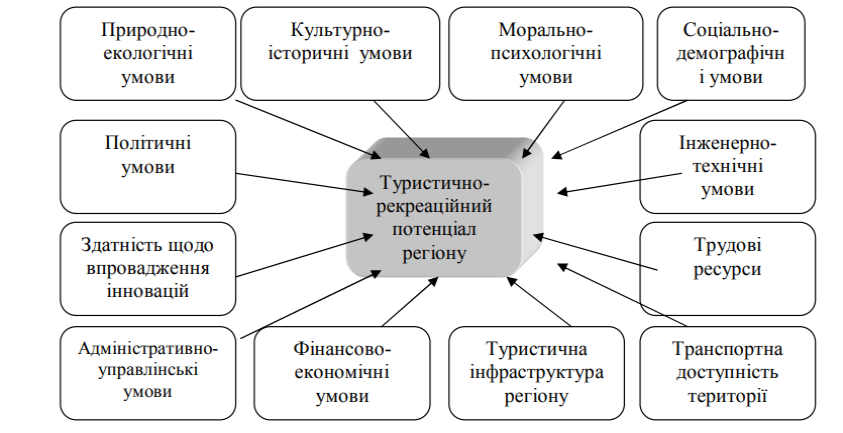 Природно-
екологічні
умови
Культурно-
історичні умови
Морально-
психологічні
умови
Соціально-
демографічн
і умови
Політичні
умови
Інженерно-
технічні
умови
Туристично-
рекреаційний
потенціал
регіону
Здатність щодо
впровадження
інновацій
Трудові
ресурси
Адміністративно-
управлінські
умови
Фінансово-
економічні
умови
Туристична
інфраструктура
регіону
Транспортна
доступність
території